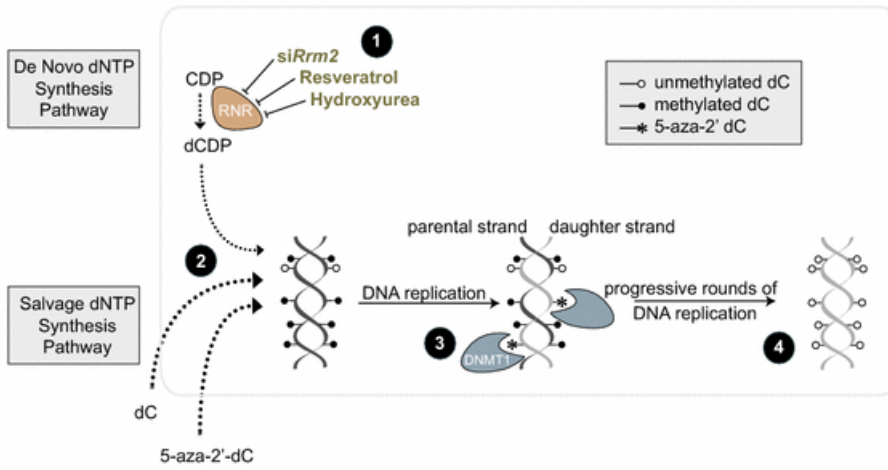 De Novo dNTP
Synthesis
Pathway
1
siRrm2
Resveratrol
Hydroxyurea
CDP
RNR
dCDP
unmethylated dC
methylated dC
5-aza-2' dC
parental strand
daughter strand
2
Salvage dNTP
Synthesis
Pathway
DNA replication
3
DNMT1
progressive rounds of
DNA replication
4
dC
5-aza-2'-dC